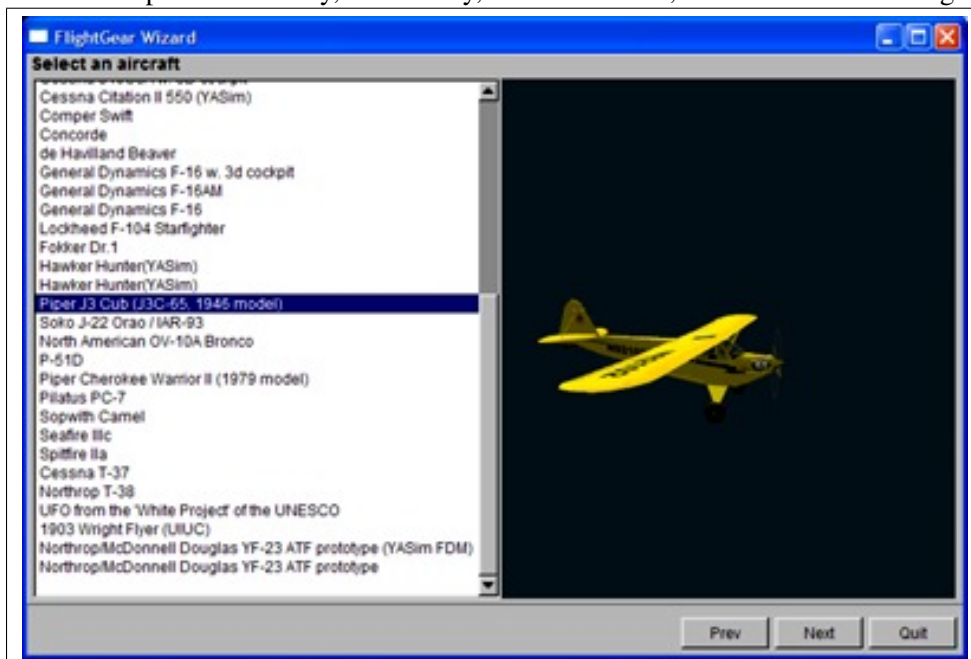 FlightGear Wizard
Select an aircraft
Cessna Citation II 550 (YASim)
Comper Swift
Concorde
de Havilland Beaver
General Dynamics F-16 w. 3d cockpit
General Dynamics F-16AM
General Dynamics F-16
Lockheed F-104 Starfighter
Fokker Dr.1
Hawker Hunter(YASim)
Hawker Hunter(YASim)
Piper J3 Cub (J3C-65, 1946 model)
Soko J-22 Orao / IAR-93
North American OV-10A Bronco
P-51D
Piper Cherokee Warrior II (1979 model)
Pilatus PC-7
Sopwith Camel
Seafire IIIc
Spitfire IIa
Cessna T-37
Northrop T-38
UFO from the 'White Project' of the UNESCO
1903 Wright Flyer (UIUC)
Northrop/McDonnell Douglas YF-23 ATF prototype (YASim FDM)
Northrop/McDonnell Douglas YF-23 ATF prototype
Prev
Next
Quit